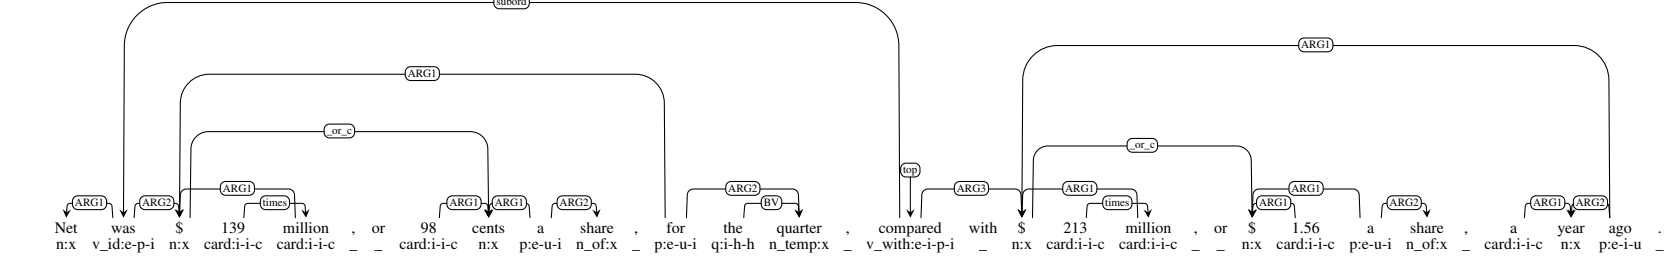 subord
ARG1
ARG1
_or_c
_or_c
top
ARG1 ARG2 ARG3 ARG1 ARG1
ARG1 ARG2 times ARG1 ARG1 ARG2 BV times ARG1 ARG2 ARG1 ARG2
Net was $ 139 million , or 98 cents a share , for the quarter , compared with $ 213 million , or $ 1.56 a share , a year ago .
n:x v_id:e-p-i n:x card:i-i-c card:i-i-c _ _ card:i-i-c n:x p:e-u-i n_of:x _ p:e-u-i q:i-h-h n_temp:x _ v_with:e-i-p-i _ n:x card:i-i-c card:i-i-c _ _ n:x card:i-i-c p:e-u-i n_of:x _ card:i-i-c n:x p:e-i-u _